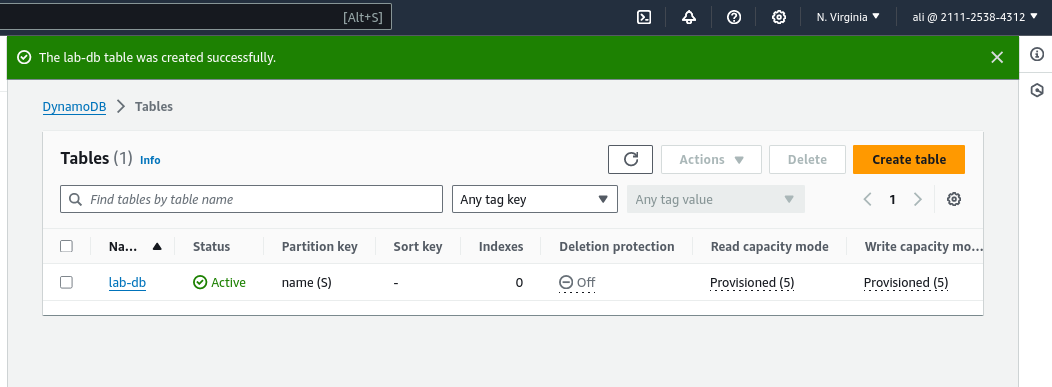 [Alt+S] N. Virginia ali @ 2111-2538-4312
The lab-db table was created successfully.
DynamoDB Tables
Tables (1) Info Actions Delete Create table
Find tables by table name Any tag key Any tag value 1
Na... Status Partition key Sort key Indexes Deletion protection Read capacity mode Write capacity mo...
lab-db Active name (S) - 0 Off Provisioned (5) Provisioned (5)